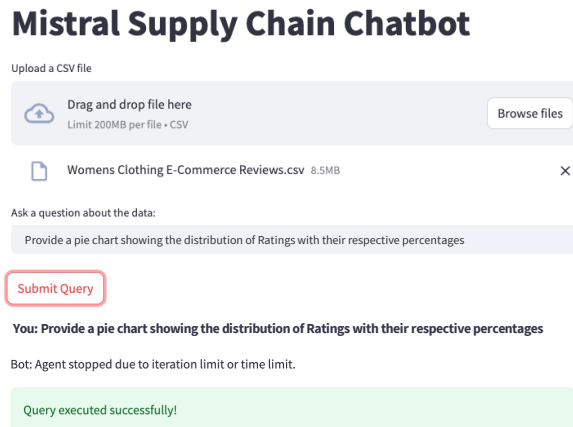 Mistral Supply Chain Chatbot
Upload a CSV file
Drag and drop file here
Limit 200MB per file • CSV
Browse files
Womens Clothing E-Commerce Reviews.csv 8.5MB
Ask a question about the data:
Provide a pie chart showing the distribution of Ratings with their respective percentages
Submit Query
You: Provide a pie chart showing the distribution of Ratings with their respective percentages
Bot: Agent stopped due to iteration limit or time limit.
Query executed successfully!